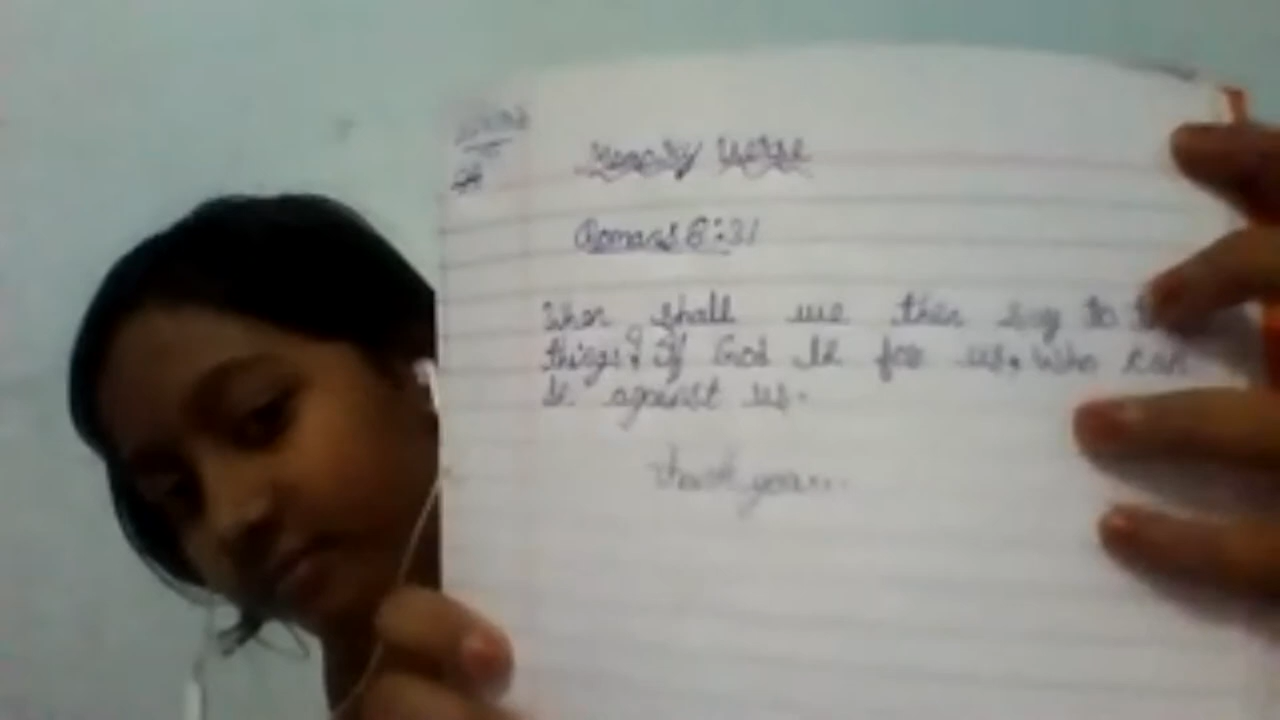 Memory Verse
Romans 8:31
When shall we then say to
things? If God be for us, who can
be against us.
Thank you...